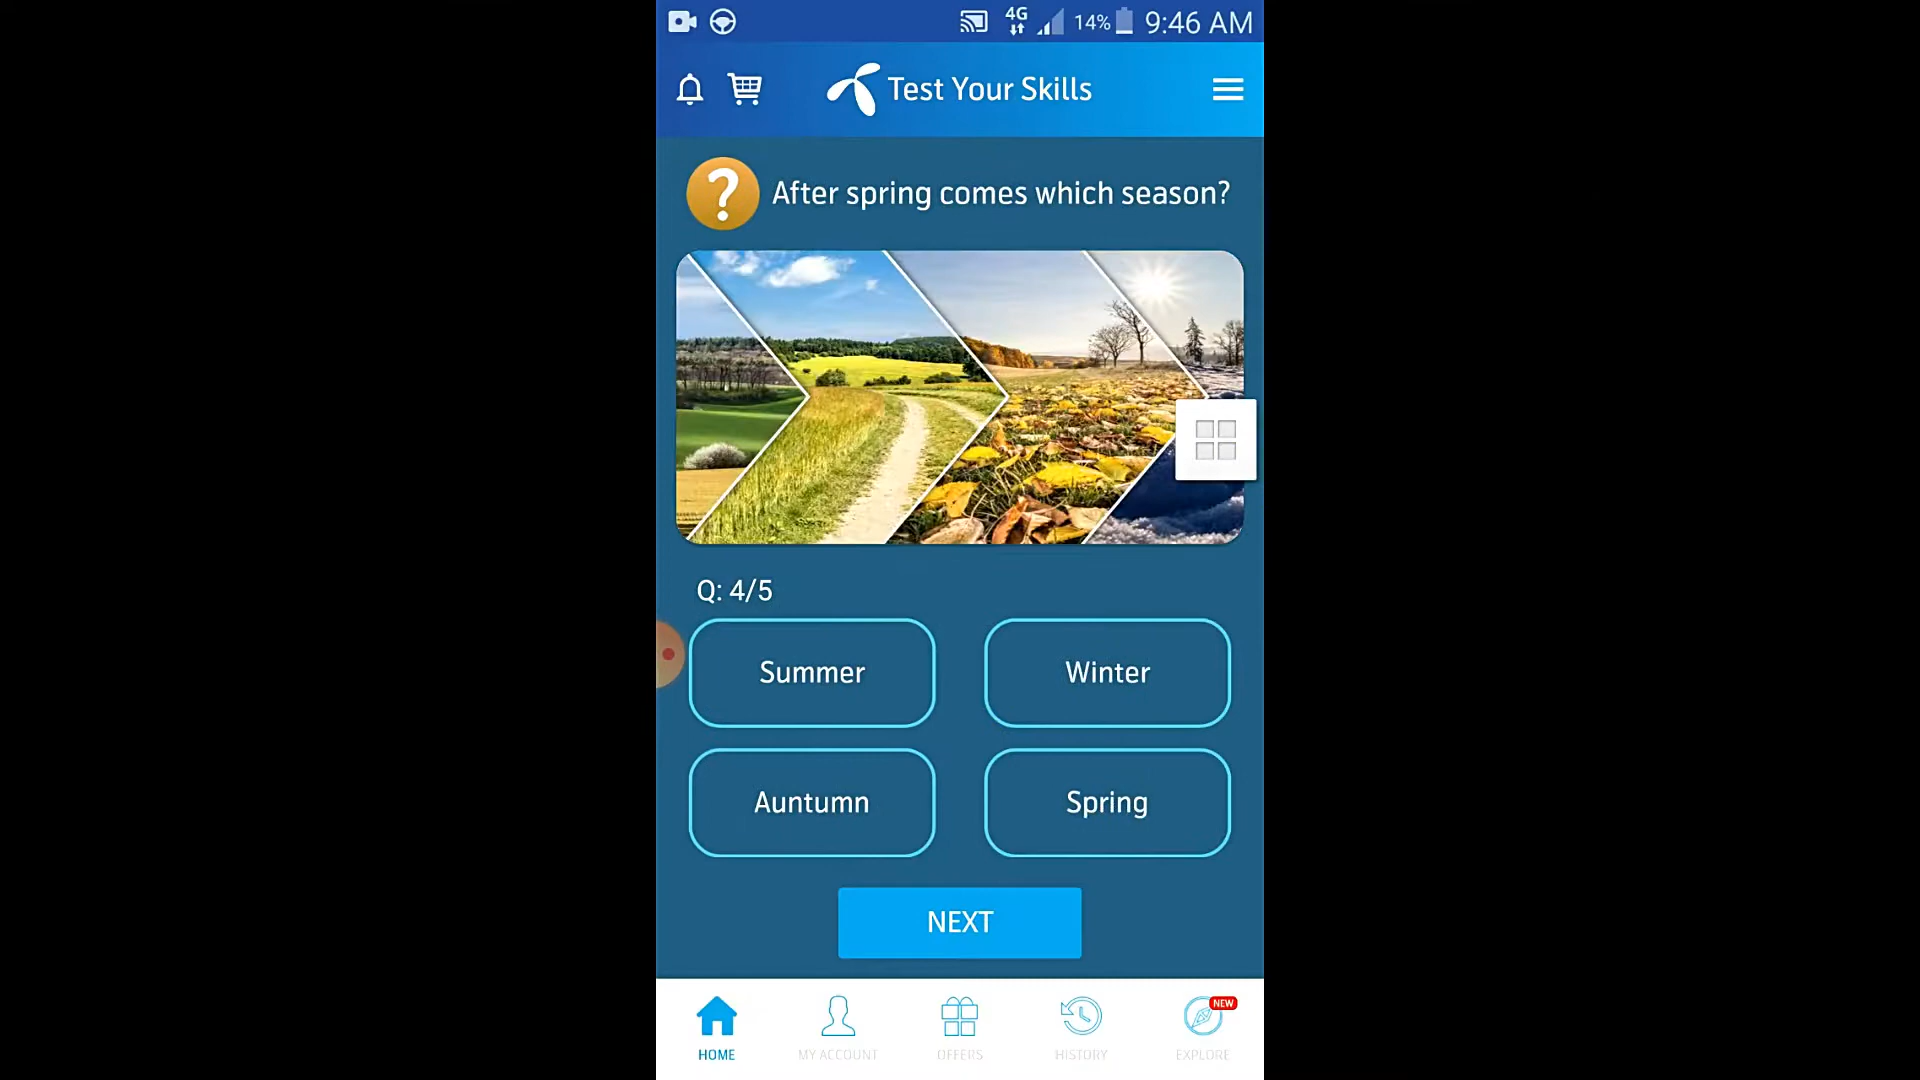 4G 14% 9:46 AM
Test Your Skills
? After spring comes which season?
Q: 4/5
Summer Winter
Auntumn Spring
NEXT
NEW
HOME MY ACCOUNT OFFERS HISTORY EXPLORE